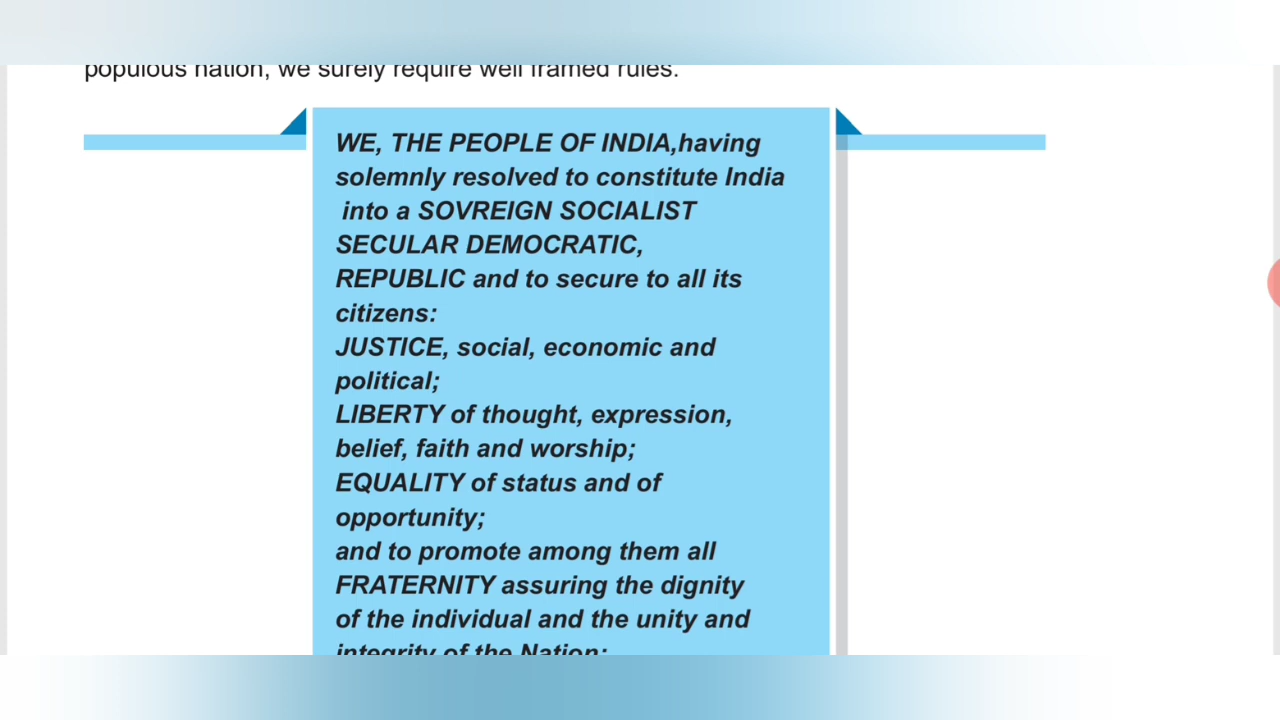 populous nation, we surely require well framed rules.
WE, THE PEOPLE OF INDIA,having
solemnly resolved to constitute India
into a SOVREIGN SOCIALIST
SECULAR DEMOCRATIC,
REPUBLIC and to secure to all its
citizens:
JUSTICE, social, economic and
political;
LIBERTY of thought, expression,
belief, faith and worship;
EQUALITY of status and of
opportunity;
and to promote among them all
FRATERNITY assuring the dignity
of the individual and the unity and
integrity of the Nation;